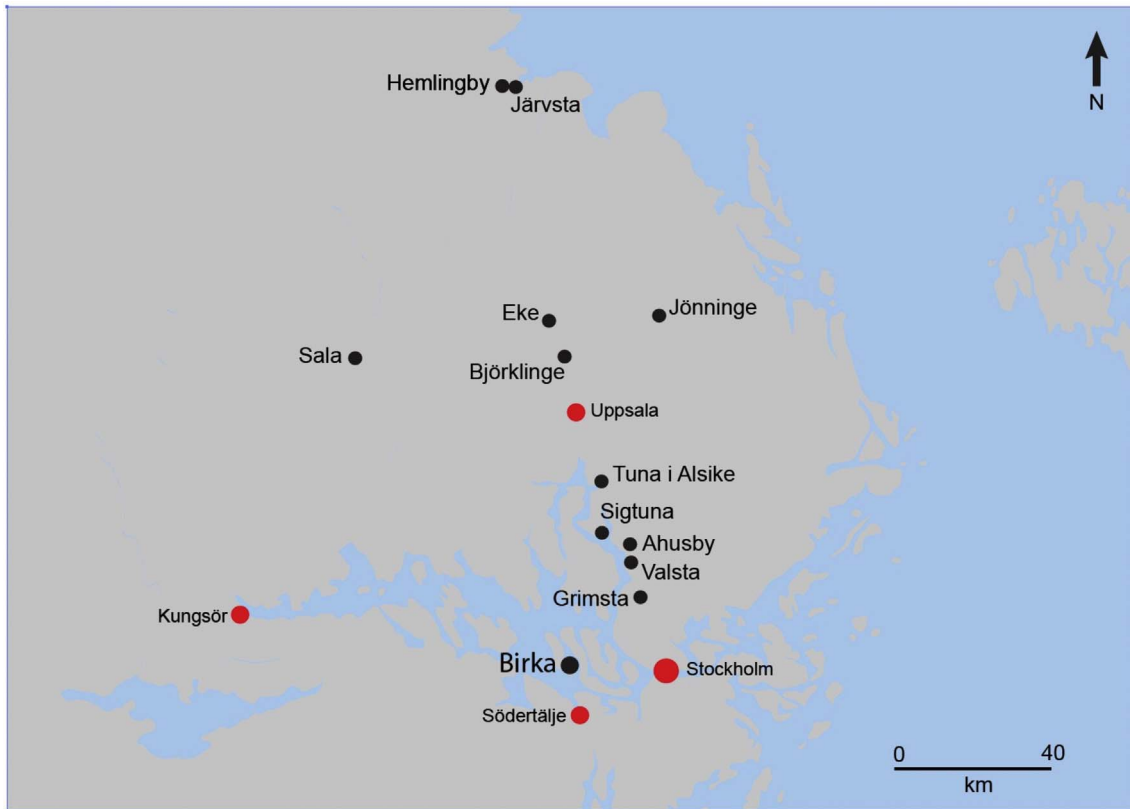 Hemlingby
Järvsta
N
Eke
Jönninge
Sala
Björklinge
Uppsala
Tuna i Alsike
Sigtuna
Ahusby
Valsta
Grimsta
Kungsör
Birka
Stockholm
Södertälje
0 40
km